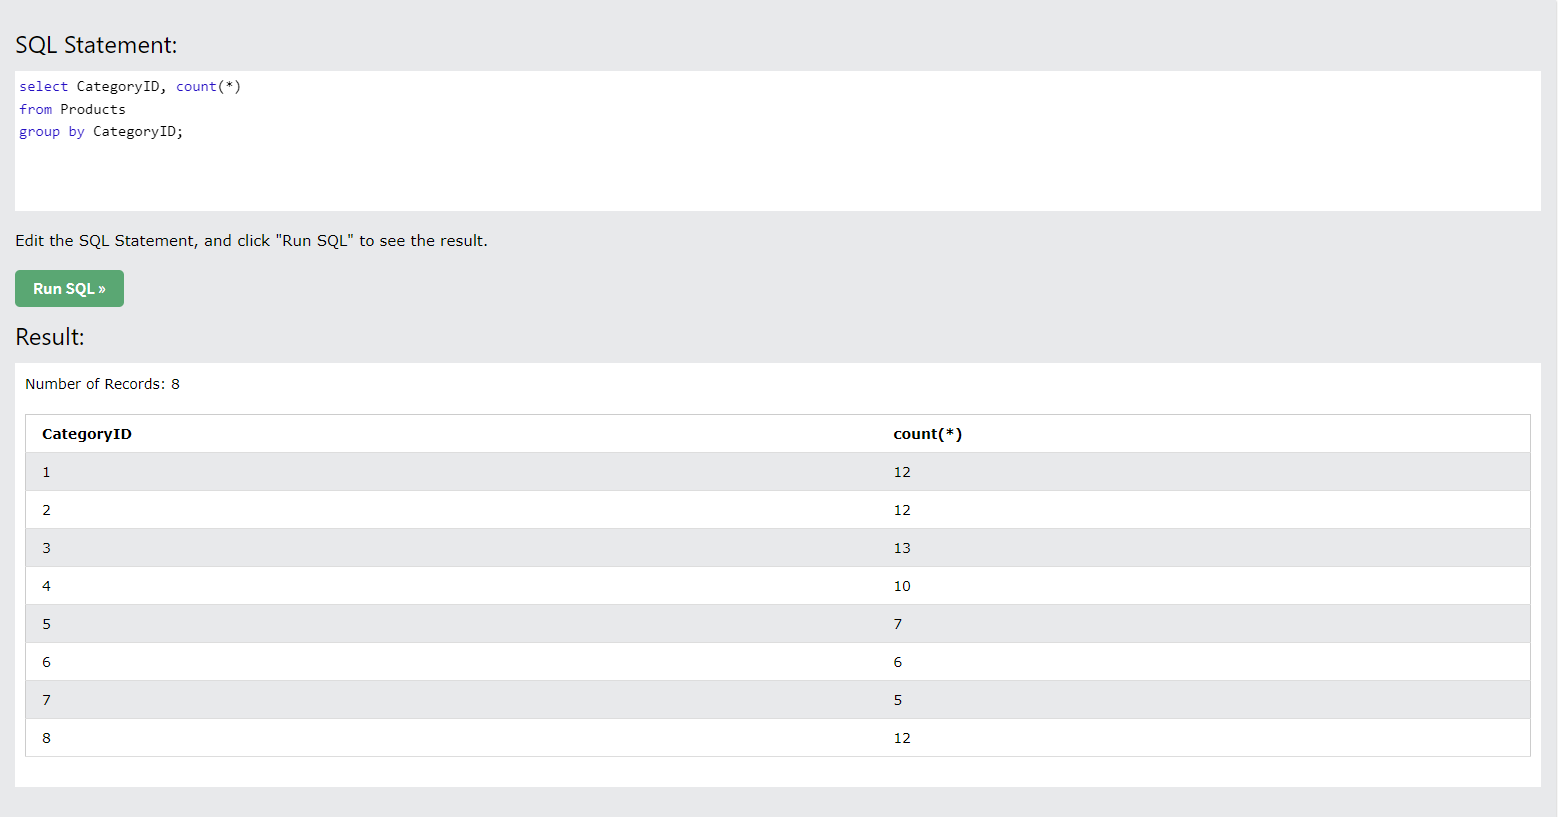 SQL Statement:
select CategoryID, count(*)
from Products
group by CategoryID;
Edit the SQL Statement, and click "Run SQL" to see the result.
Run SQL »
Result:
Number of Records: 8
CategoryID count(*)
1 12
2 12
3 13
4 10
5 7
6 6
7 5
8 12